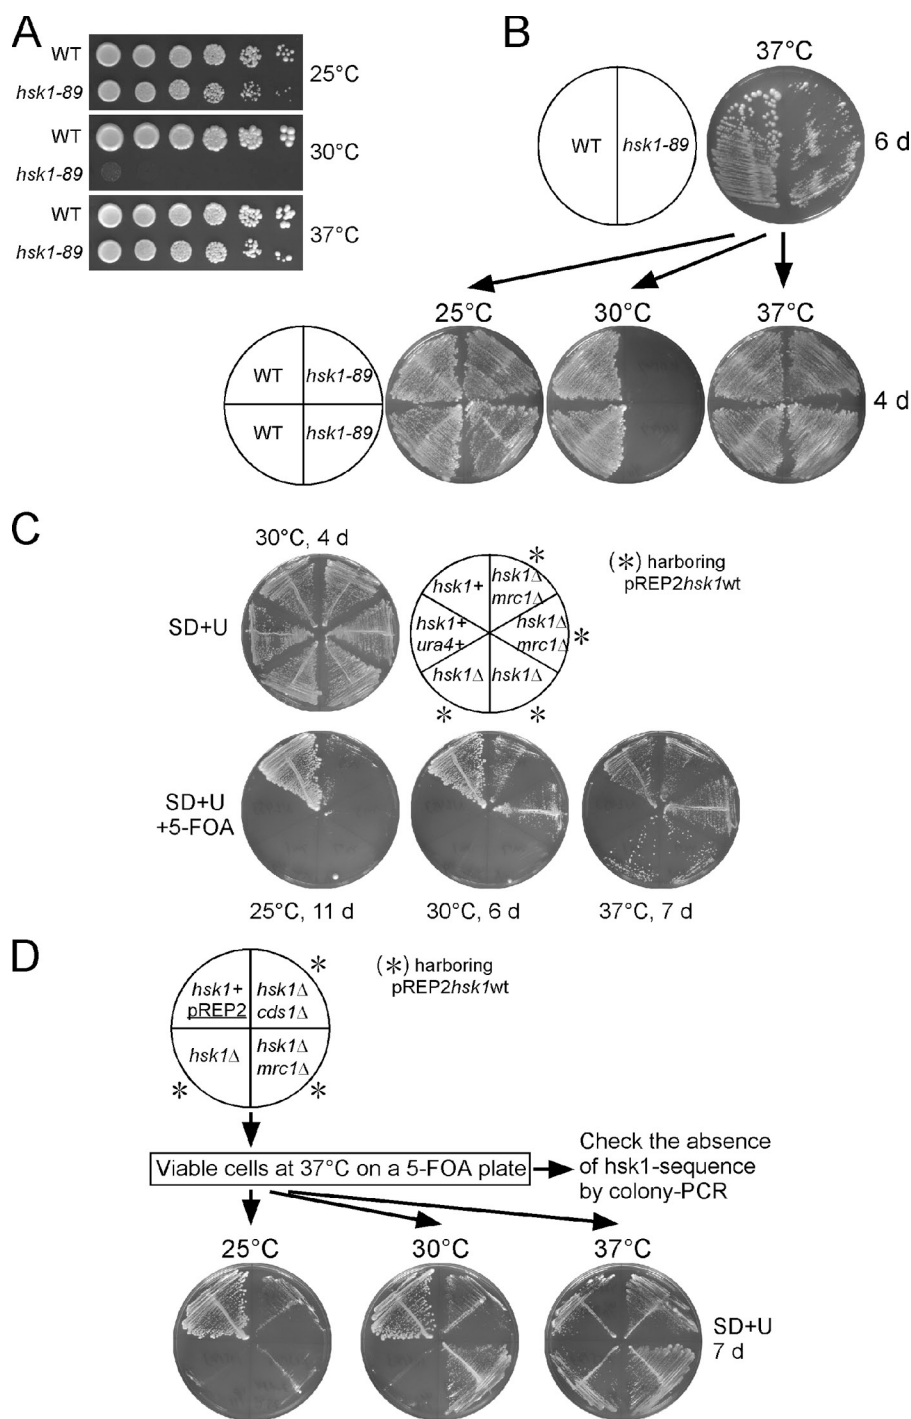 A
WT
hsk1-89
25°C
WT
hsk1-89
30°C
WT
hsk1-89
37°C
B
37°C
WT
hsk1-89
6 d
25°C
30°C
37°C
WT
hsk1-89
WT
hsk1-89
4 d
C
30°C, 4 d
SD+U
hsk1+
hsk1Δ
mrc1Δ
*
hsk1+
ura4+
hsk1Δ
mrc1Δ
*
hsk1Δ
hsk1Δ
*
*
(*) harboring
pREP2hsk1wt
SD+U
+5-FOA
25°C, 11 d
30°C, 6 d
37°C, 7 d
D
hsk1+
pREP2
hsk1Δ
cds1Δ
*
hsk1Δ
hsk1Δ
mrc1Δ
*
*
(*) harboring
pREP2hsk1wt
Viable cells at 37°C on a 5-FOA plate
Check the absence
of hsk1-sequence
by colony-PCR
25°C
30°C
37°C
SD+U
7 d